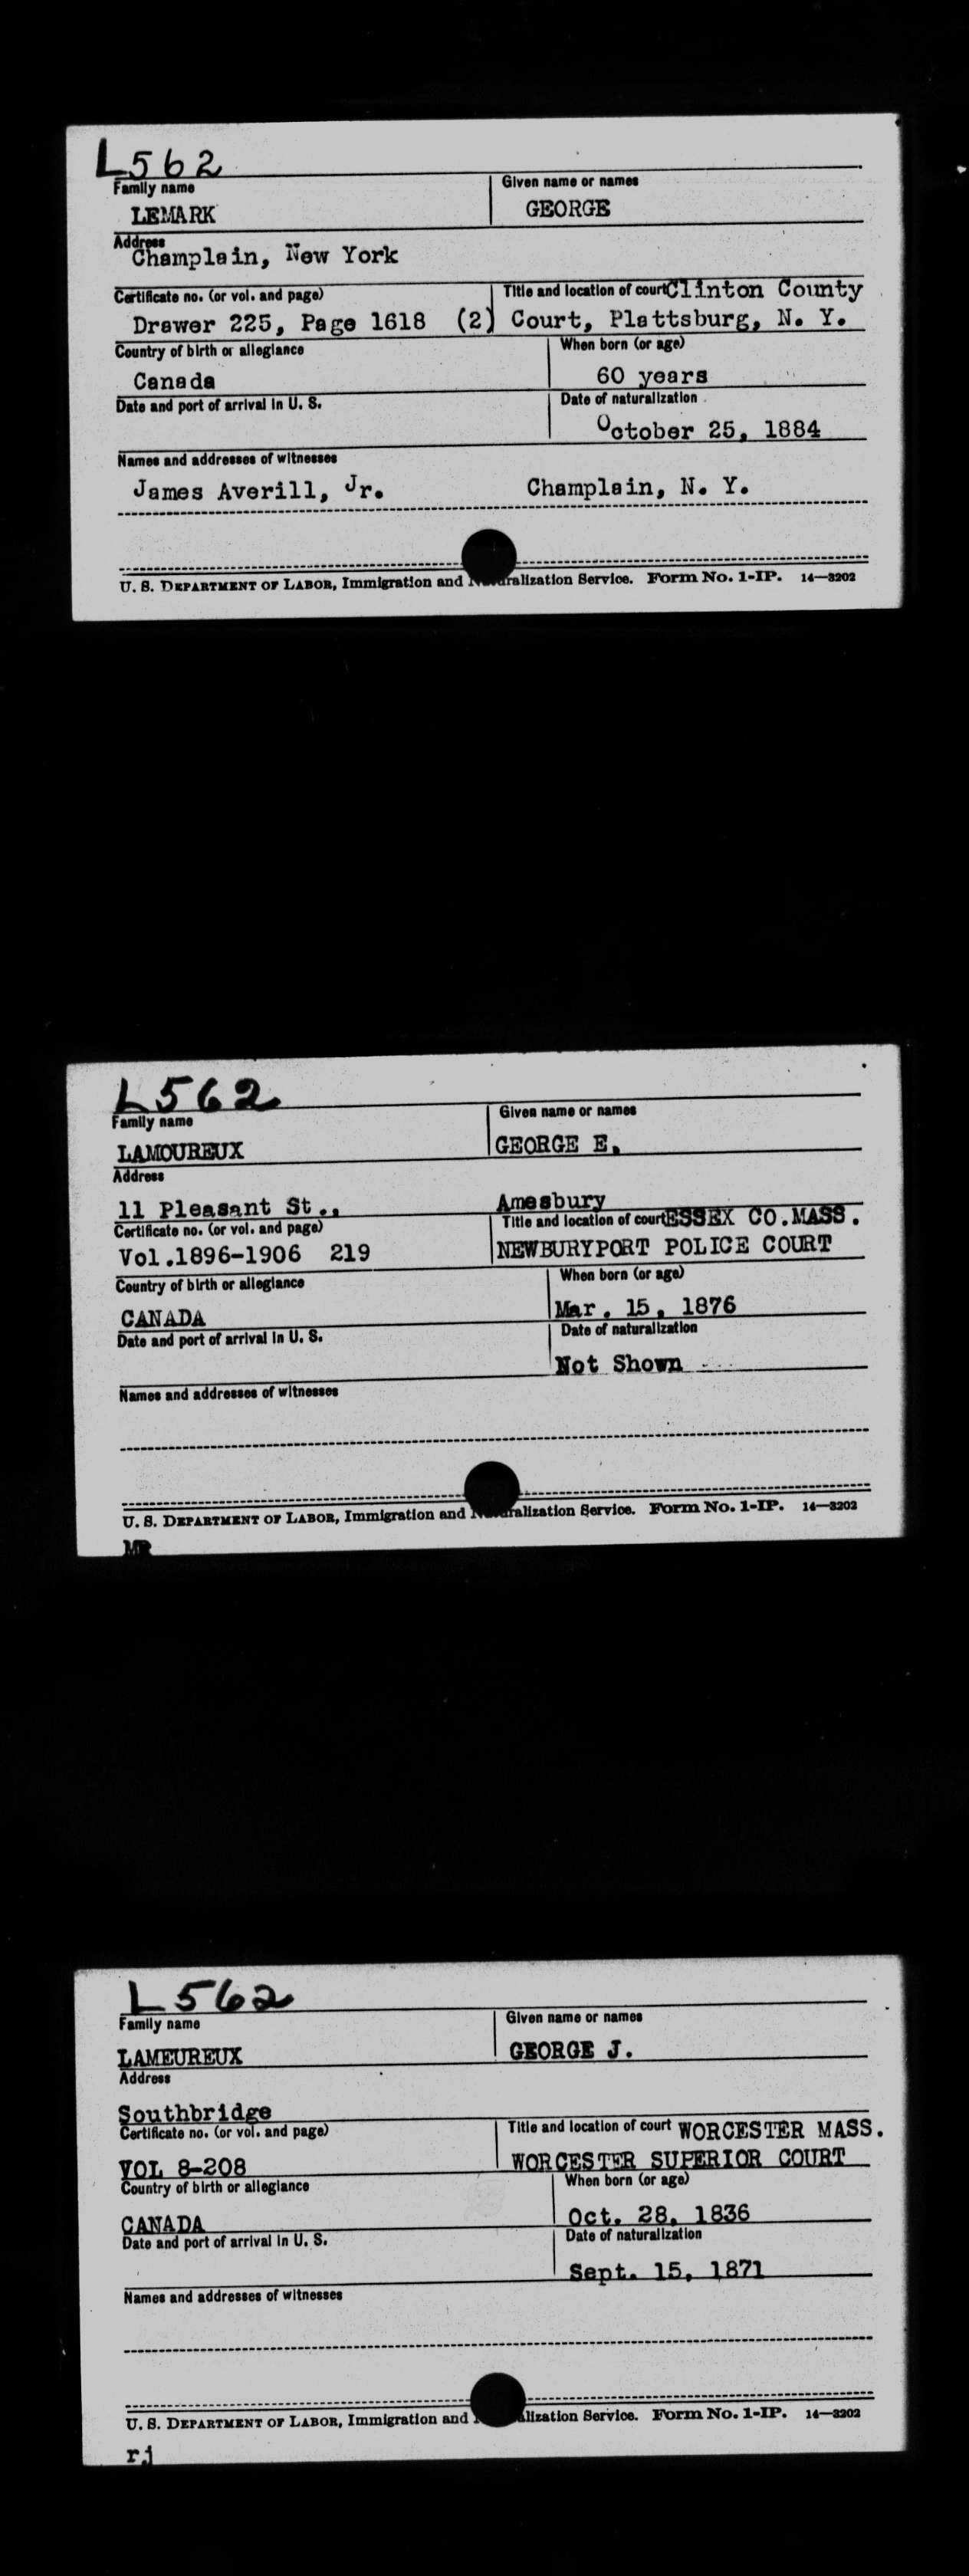 L562
Family name Given name or names
LEMARK GEORGE
Address
Champlain, New York
Certificate no. (or vol. and page) Title and location of court Clinton County
Drawer 225, Page 1618 (2) Court, Plattsburg, N. Y.
Country of birth or allegiance When born (or age)
Canada 60 years
Date and port of arrival in U. S. Date of naturalization
October 25, 1884
Names and addresses of witnesses
James Averill, Jr. Champlain, N. Y.
U. S. DEPARTMENT OF LABOR, Immigration and Naturalization Service. Form No. 1-IP. 14—3202
L562
Family name Given name or names
LAMOUREUX GEORGE E.
Address
11 Pleasant St., Amesbury
Certificate no. (or vol. and page) Title and location of court ESSEX CO.MASS.
Vol.1896-1906 219 NEWBURYPORT POLICE COURT
Country of birth or allegiance When born (or age)
CANADA Mar. 15, 1876
Date and port of arrival in U. S. Date of naturalization
Not Shown
Names and addresses of witnesses
U. S. DEPARTMENT OF LABOR, Immigration and Naturalization Service. Form No. 1-IP. 14—3202
MR
L562
Family name Given name or names
LAMEUREUX GEORGE J.
Address
Southbridge
Certificate no. (or vol. and page) Title and location of court WORCESTER MASS.
VOL 8-208 WORCESTER SUPERIOR COURT
Country of birth or allegiance When born (or age)
CANADA Oct. 28, 1836
Date and port of arrival in U. S. Date of naturalization
Sept. 15, 1871
Names and addresses of witnesses
U. S. DEPARTMENT OF LABOR, Immigration and Naturalization Service. Form No. 1-IP. 14—3202
rj